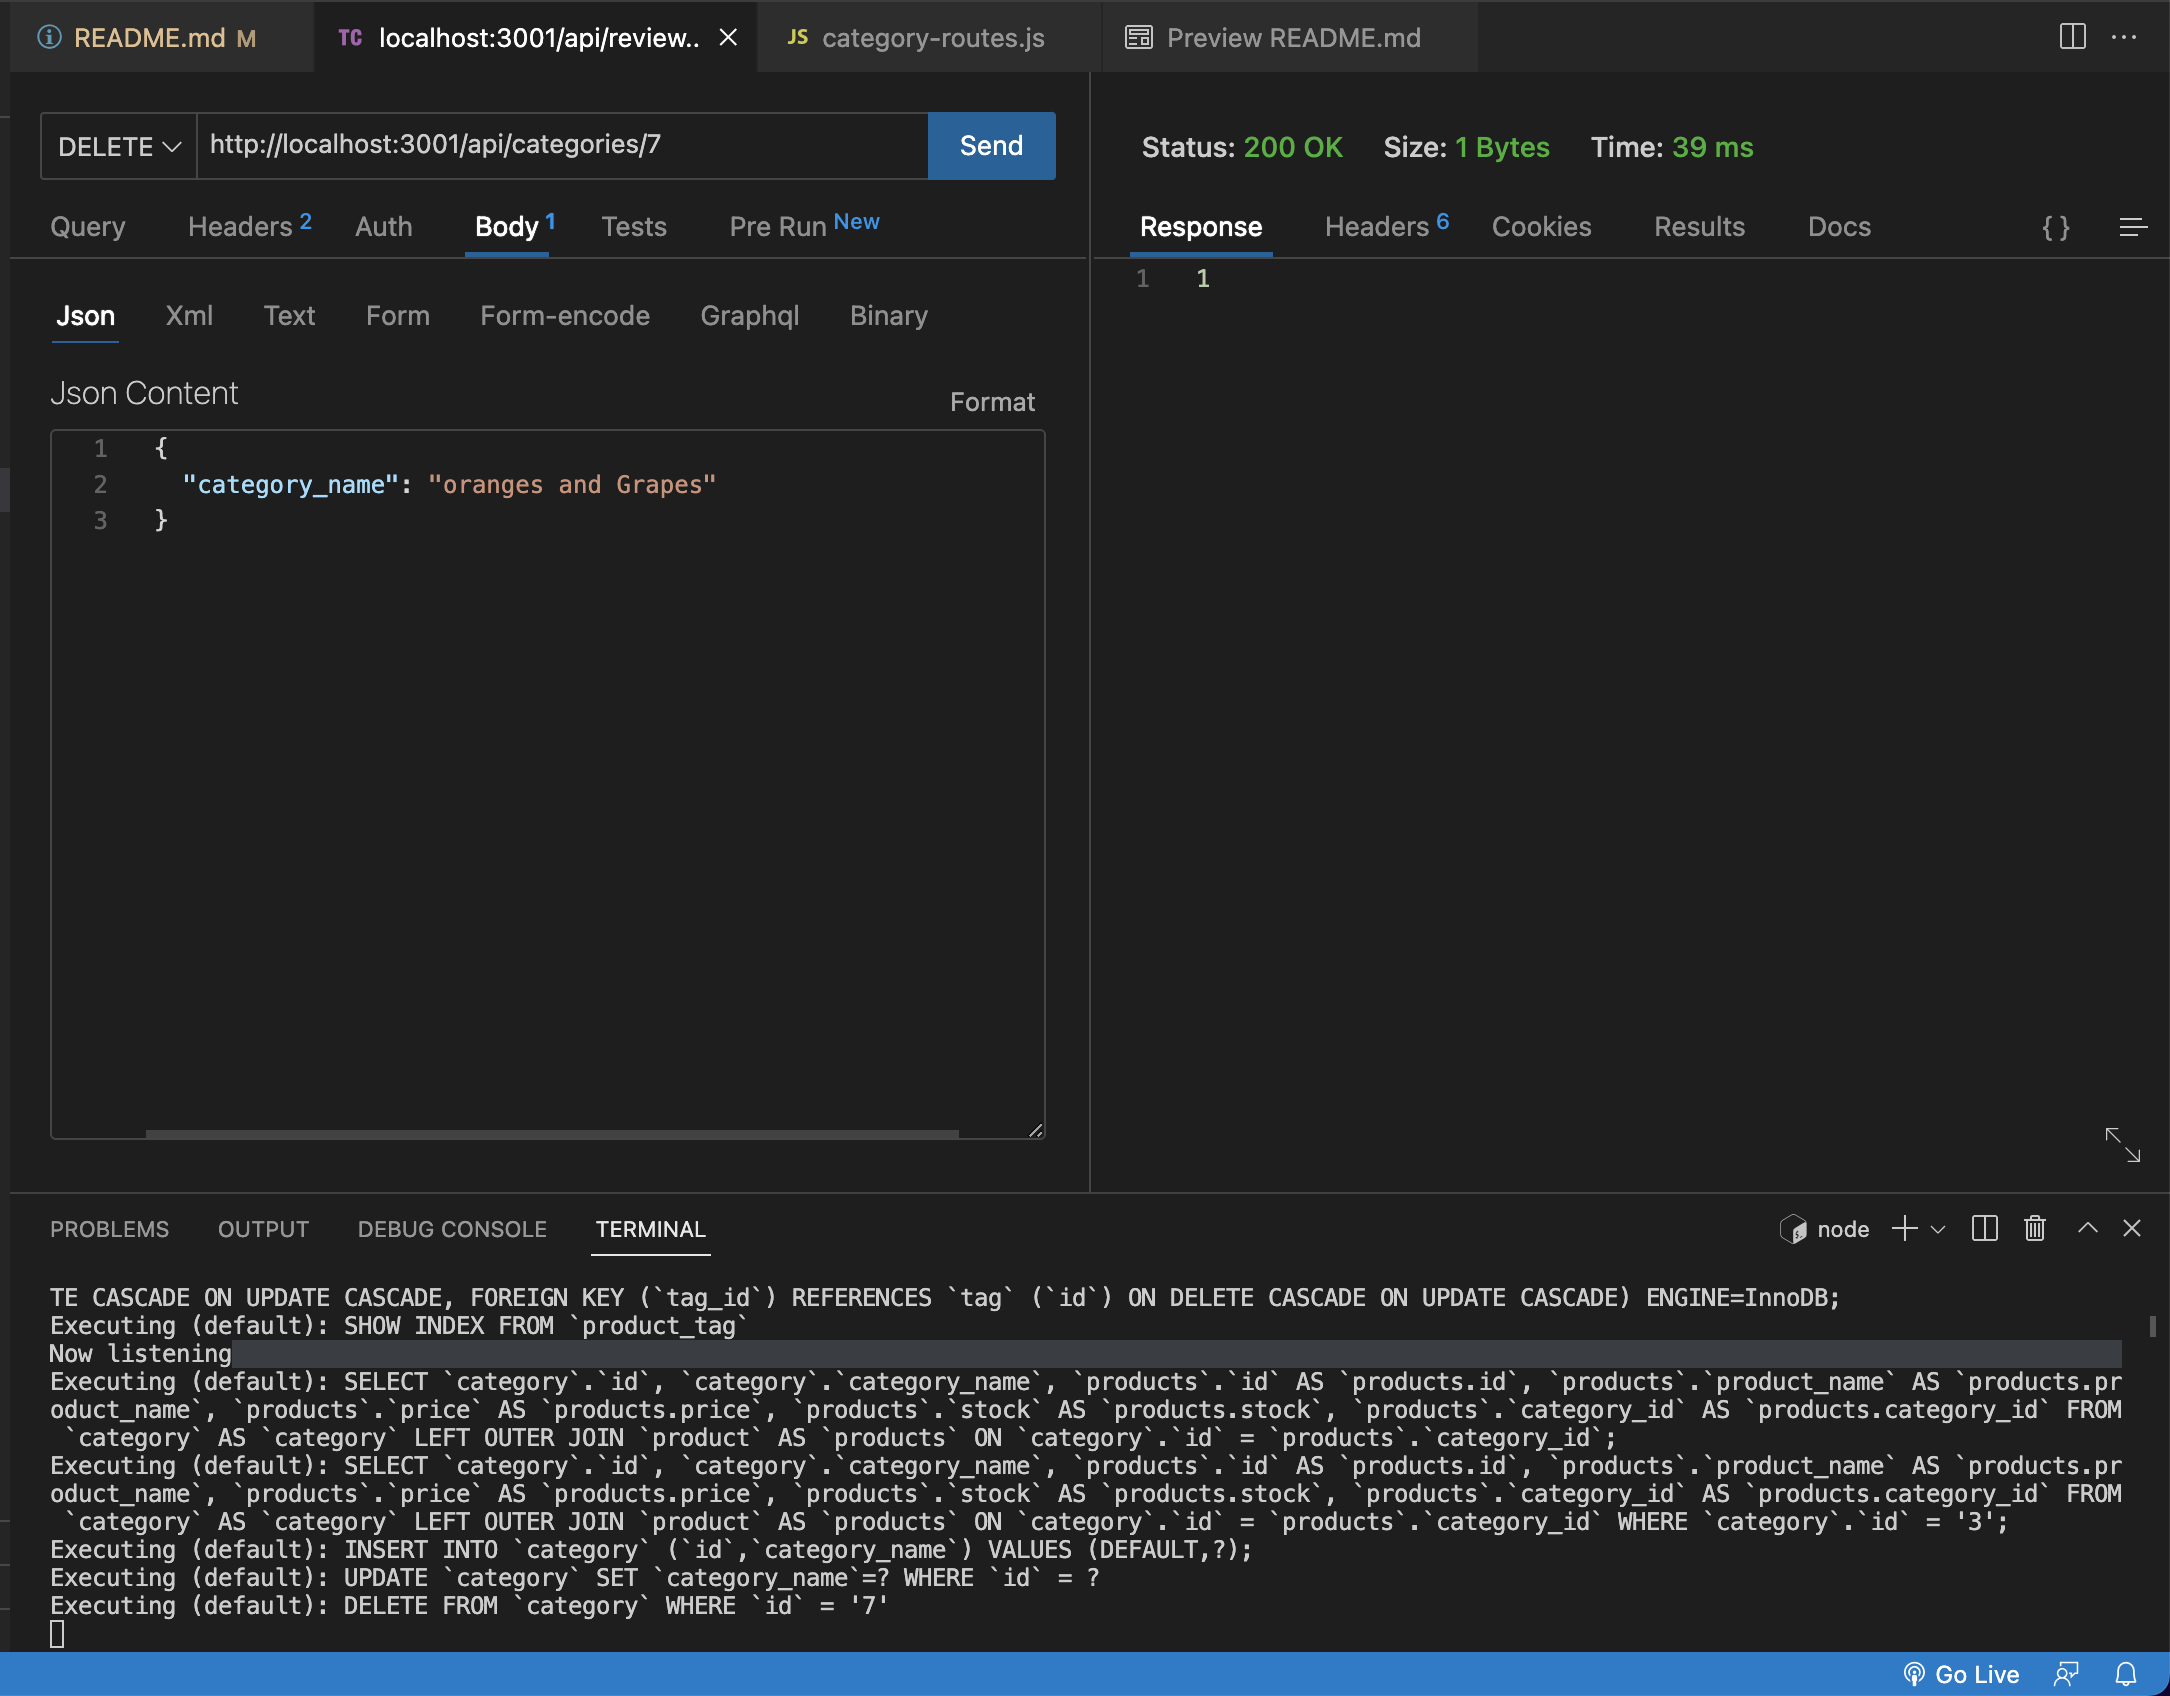 README.md M
TC localhost:3001/api/review..
JS category-routes.js
Preview README.md
DELETE
http://localhost:3001/api/categories/7
Send
Status: 200 OK Size: 1 Bytes Time: 39 ms
Query Headers 2 Auth Body 1 Tests Pre Run New
Response Headers 6 Cookies Results Docs { }
1 1
Json Xml Text Form Form-encode Graphql Binary
Json Content
Format
1 {
2 "category_name": "oranges and Grapes"
3 }
PROBLEMS OUTPUT DEBUG CONSOLE TERMINAL
node
TE CASCADE ON UPDATE CASCADE, FOREIGN KEY (`tag_id`) REFERENCES `tag` (`id`) ON DELETE CASCADE ON UPDATE CASCADE) ENGINE=InnoDB;
Executing (default): SHOW INDEX FROM `product_tag`
Now listening
Executing (default): SELECT `category`.`id`, `category`.`category_name`, `products`.`id` AS `products.id`, `products`.`product_name` AS `products.pr
oduct_name`, `products`.`price` AS `products.price`, `products`.`stock` AS `products.stock`, `products`.`category_id` AS `products.category_id` FROM
`category` AS `category` LEFT OUTER JOIN `product` AS `products` ON `category`.`id` = `products`.`category_id`;
Executing (default): SELECT `category`.`id`, `category`.`category_name`, `products`.`id` AS `products.id`, `products`.`product_name` AS `products.pr
oduct_name`, `products`.`price` AS `products.price`, `products`.`stock` AS `products.stock`, `products`.`category_id` AS `products.category_id` FROM
`category` AS `category` LEFT OUTER JOIN `product` AS `products` ON `category`.`id` = `products`.`category_id` WHERE `category`.`id` = '3';
Executing (default): INSERT INTO `category` (`id`,`category_name`) VALUES (DEFAULT,?);
Executing (default): UPDATE `category` SET `category_name`=? WHERE `id` = ?
Executing (default): DELETE FROM `category` WHERE `id` = '7'
Go Live